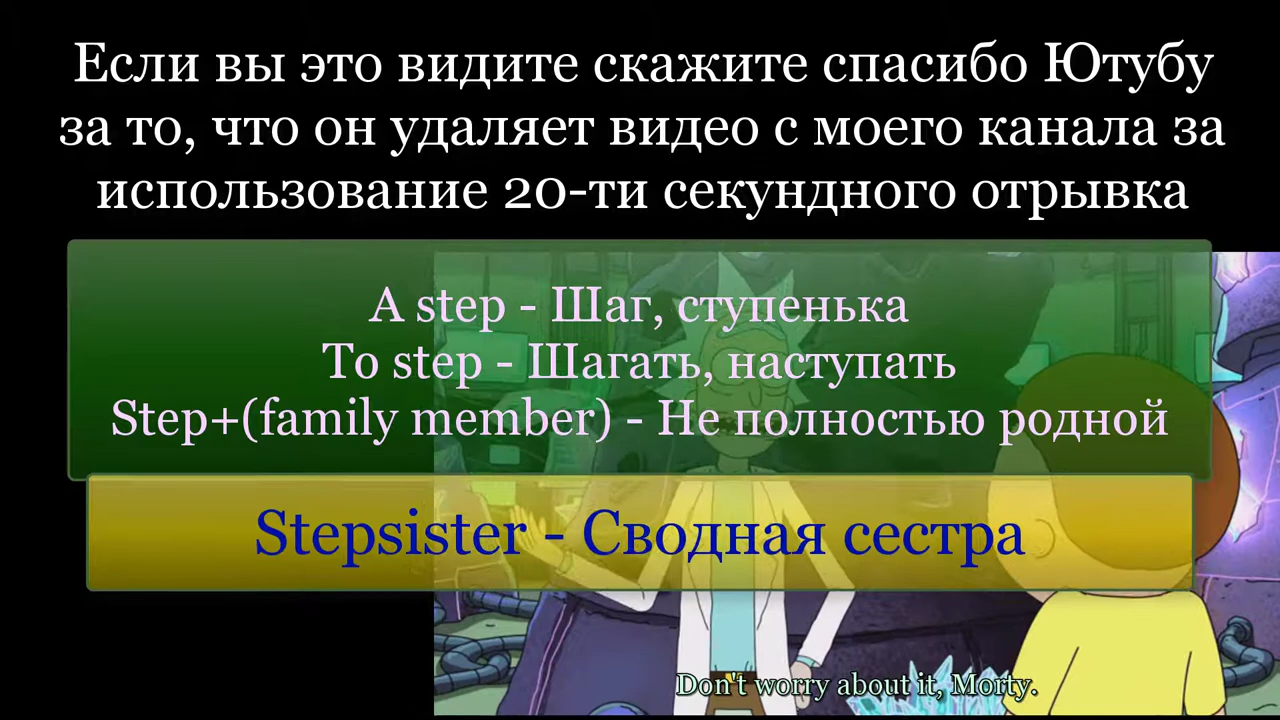 Если вы это видите скажите спасибо Ютубу
за то, что он удаляет видео с моего канала за
использование 20-ти секундного отрывка
A step - Шаг, ступенька
To step - Шагать, наступать
Step+(family member) - Не полностью родной
Stepsister - Сводная сестра
Don't worry about it, Morty.